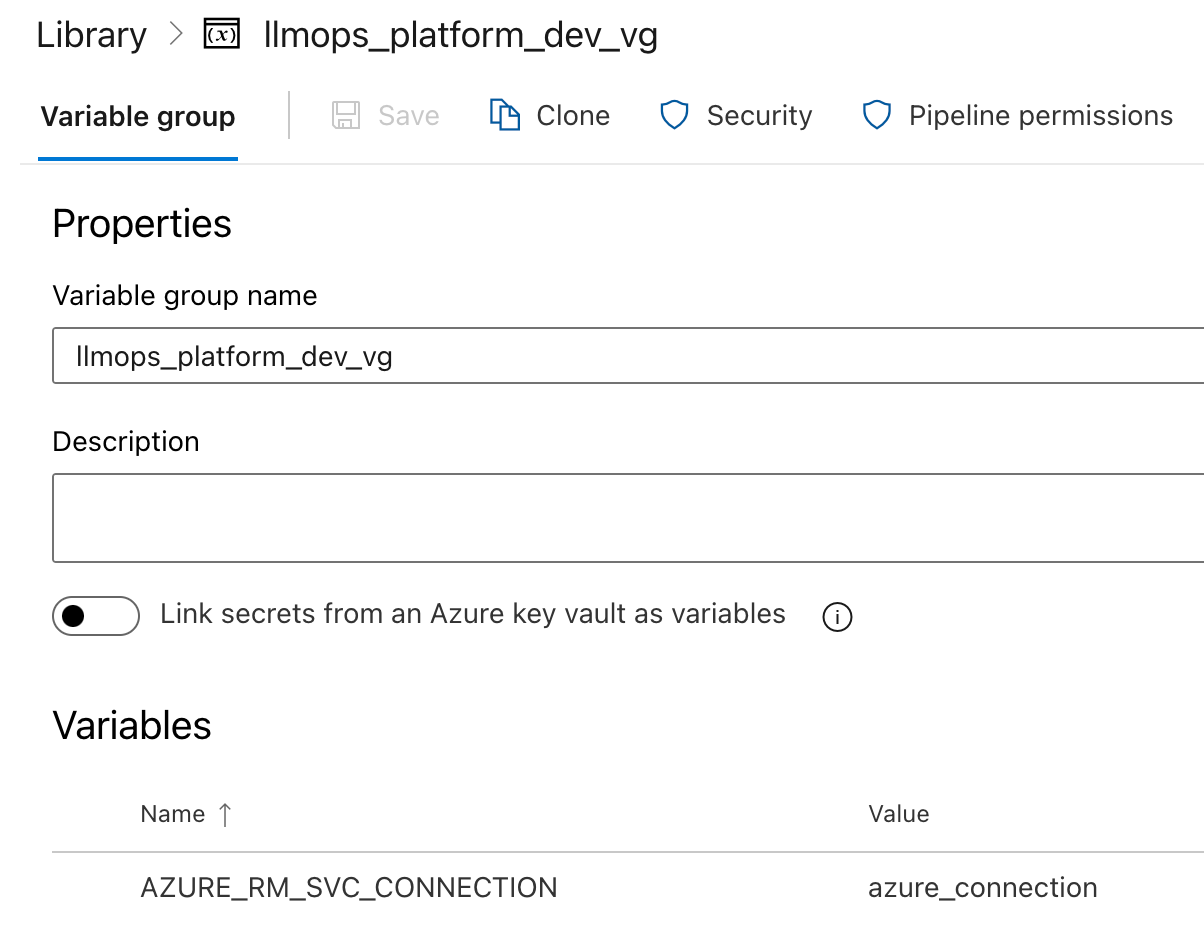 Library > (x) llmops_platform_dev_vg
Variable group Save Clone Security Pipeline permissions
Properties
Variable group name
llmops_platform_dev_vg
Description
Link secrets from an Azure key vault as variables i
Variables
Name ↑ Value
AZURE_RM_SVC_CONNECTION azure_connection